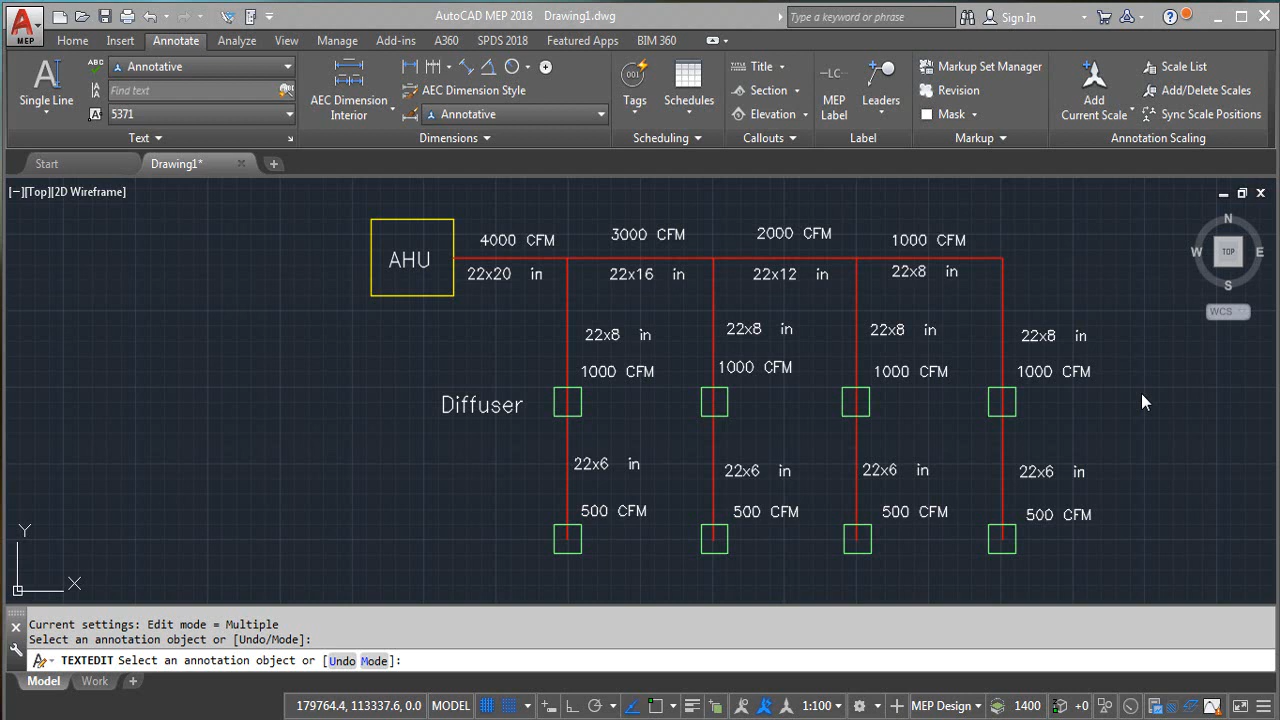 AutoCAD MEP 2018 Drawing1.dwg
Type a keyword or phrase
Sign In
MEP
Home Insert Annotate Analyze View Manage Add-ins A360 SPDS 2018 Featured Apps BIM 360
Single Line
Annotative
Find text
5371
Text
AEC Dimension
Interior
AEC Dimension Style
Annotative
Dimensions
Tags
Schedules
Scheduling
Title
Section
Elevation
Callouts
MEP
Label
Leaders
Label
Markup Set Manager
Revision
Mask
Markup
Add
Current Scale
Scale List
Add/Delete Scales
Sync Scale Positions
Annotation Scaling
Start Drawing1* +
[−][Top][2D Wireframe]
N
W TOP E
S
WCS
AHU
4000 CFM 3000 CFM 2000 CFM 1000 CFM
22x20 in 22x16 in 22x12 in 22x8 in
22x8 in 22x8 in 22x8 in 22x8 in
1000 CFM 1000 CFM 1000 CFM 1000 CFM
Diffuser
22x6 in 22x6 in 22x6 in 22x6 in
500 CFM 500 CFM 500 CFM 500 CFM
Y
X
Current settings: Edit mode = Multiple
Select an annotation object or [Undo/Mode]:
TEXTEDIT Select an annotation object or [Undo Mode]:
Model Work +
179764.4, 113337.6, 0.0 MODEL 1:100 MEP Design 1400 +0